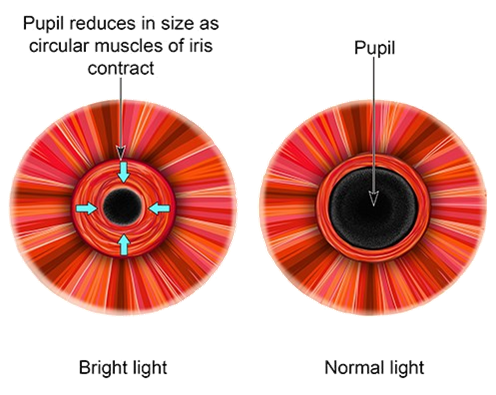 Pupil reduces in size as
circular muscles of iris
contract
Pupil
Bright light
Normal light